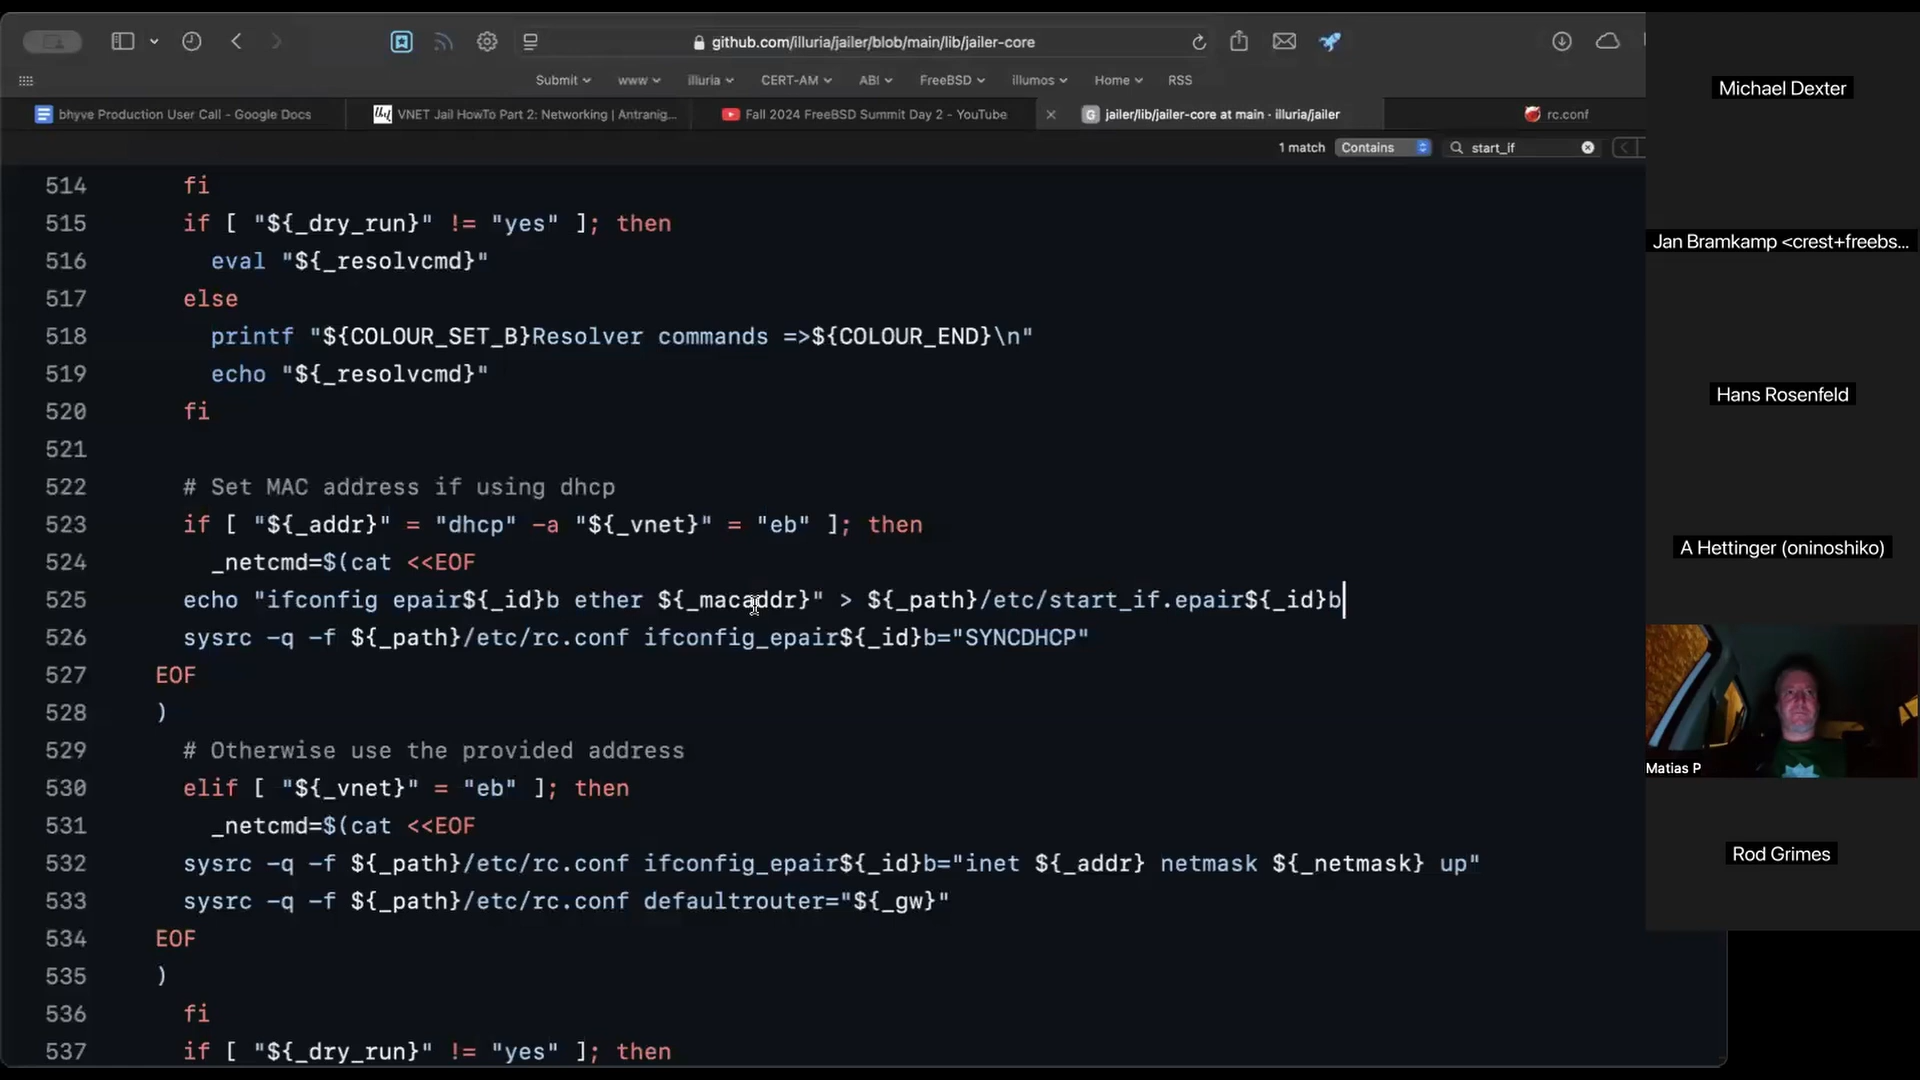 github.com/illuria/jailer/blob/main/lib/jailer-core
Submit www illuria CERT-AM ABI FreeBSD illumos Home RSS
bhyve Production User Call - Google Docs
VNET Jail HowTo Part 2: Networking | Antranig...
Fall 2024 FreeBSD Summit Day 2 - YouTube
jailer/lib/jailer-core at main · illuria/jailer
rc.conf
1 match Contains start_if
514 fi
515 if [ "${_dry_run}" != "yes" ]; then
516 eval "${_resolvcmd}"
517 else
518 printf "${COLOUR_SET_B}Resolver commands =>${COLOUR_END}\n"
519 echo "${_resolvcmd}"
520 fi
521
522 # Set MAC address if using dhcp
523 if [ "${_addr}" = "dhcp" -a "${_vnet}" = "eb" ]; then
524 _netcmd=$(cat <<EOF
525 echo "ifconfig epair${_id}b ether ${_macaddr}" > ${_path}/etc/start_if.epair${_id}b
526 sysrc -q -f ${_path}/etc/rc.conf ifconfig_epair${_id}b="SYNCDHCP"
527 EOF
528 )
529 # Otherwise use the provided address
530 elif [ "${_vnet}" = "eb" ]; then
531 _netcmd=$(cat <<EOF
532 sysrc -q -f ${_path}/etc/rc.conf ifconfig_epair${_id}b="inet ${_addr} netmask ${_netmask} up"
533 sysrc -q -f ${_path}/etc/rc.conf defaultrouter="${_gw}"
534 EOF
535 )
536 fi
537 if [ "${_dry_run}" != "yes" ]; then
Michael Dexter
Jan Bramkamp <crest+freebs...
Hans Rosenfeld
A Hettinger (oninoshiko)
Matias P
Rod Grimes